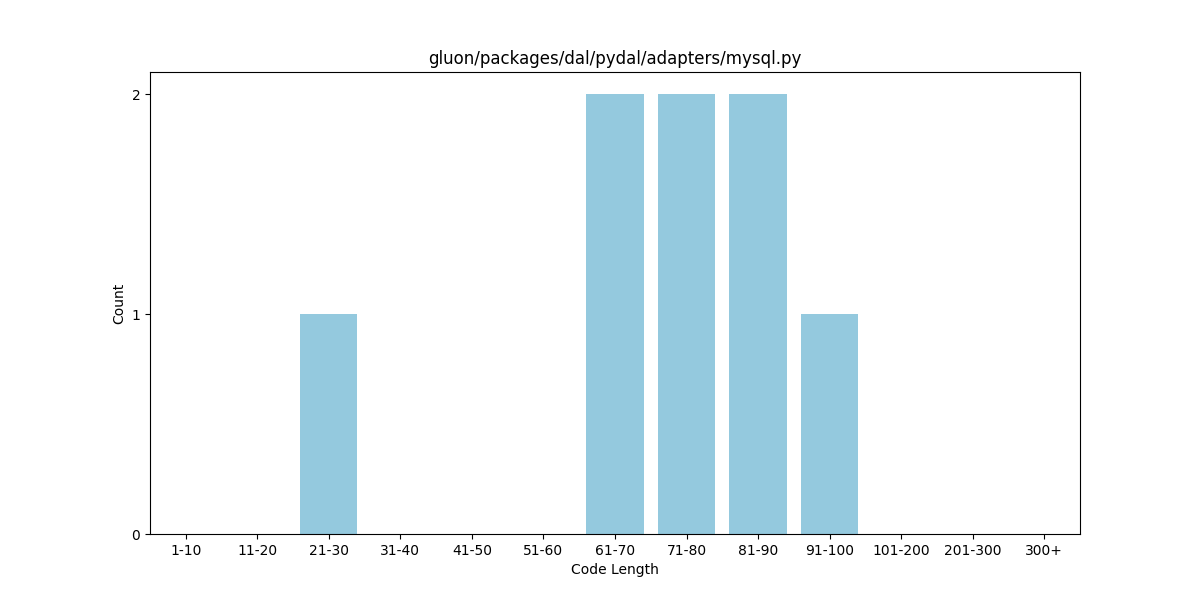 gluon/packages/dal/pydal/adapters/mysql.py
2
1
0
Count
1-10 11-20 21-30 31-40 41-50 51-60 61-70 71-80 81-90 91-100 101-200 201-300 300+
Code Length